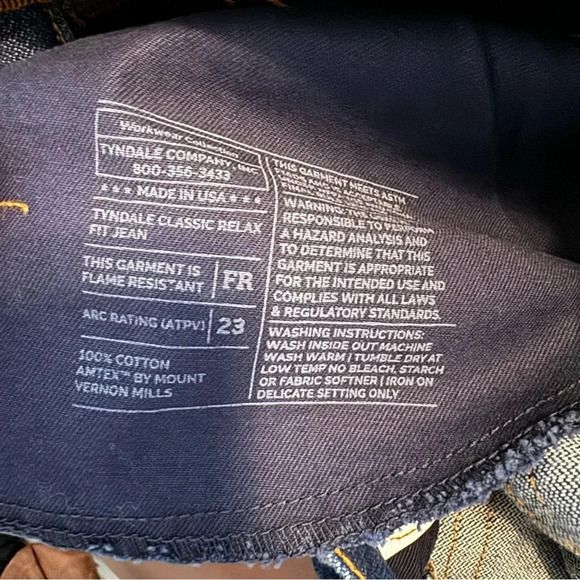 Workwear Collection
TYNDALE COMPANY, INC
800-356-3433
*** MADE IN USA ***
TYNDALE CLASSIC RELAX
FIT JEAN
THIS GARMENT IS
FLAME RESISTANT
FR
ARC RATING (ATPV)
23
100% COTTON
AMTEX™ BY MOUNT
VERNON MILLS
THIS GARMENT MEETS ASTM
WARNING: THE
RESPONSIBLE TO PERFORM
A HAZARD ANALYSIS AND
TO DETERMINE THAT THIS
GARMENT IS APPROPRIATE
FOR THE INTENDED USE AND
COMPLIES WITH ALL LAWS
& REGULATORY STANDARDS.
WASHING INSTRUCTIONS:
WASH INSIDE OUT MACHINE
WASH WARM | TUMBLE DRY AT
LOW TEMP NO BLEACH, STARCH
OR FABRIC SOFTNER | IRON ON
DELICATE SETTING ONLY